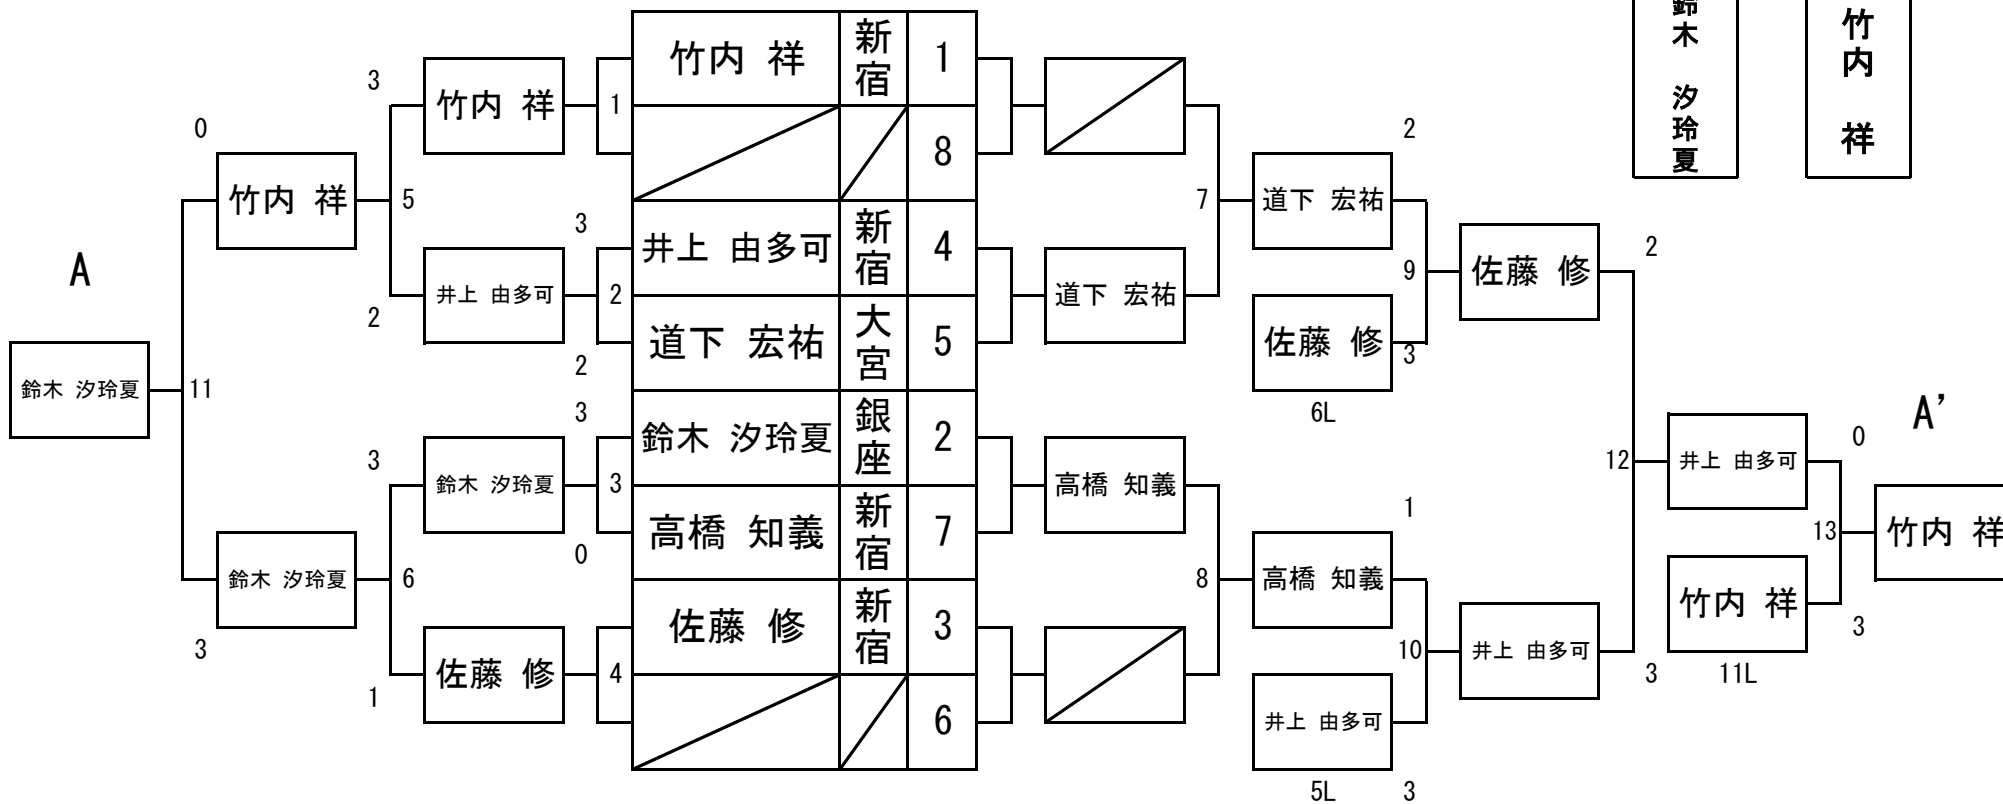 鈴木 汐玲夏
竹内 祥
竹内 祥 新宿 1
8
井上 由多可 新宿 4
道下 宏祐 大宮 5
鈴木 汐玲夏 銀座 2
高橋 知義 新宿 7
佐藤 修 新宿 3
6
A
鈴木 汐玲夏
11
0
竹内 祥
3
鈴木 汐玲夏
5
3
竹内 祥
2
井上 由多可
6
3
鈴木 汐玲夏
1
佐藤 修
1
2
3
2
3
3
0
4
道下 宏祐
高橋 知義
7
8
2
道下 宏祐
9
佐藤 修
3
6L
1
高橋 知義
10
井上 由多可
5L
3
佐藤 修
2
12
井上 由多可
3
井上 由多可
0
13
竹内 祥
3
11L
A’
竹内 祥